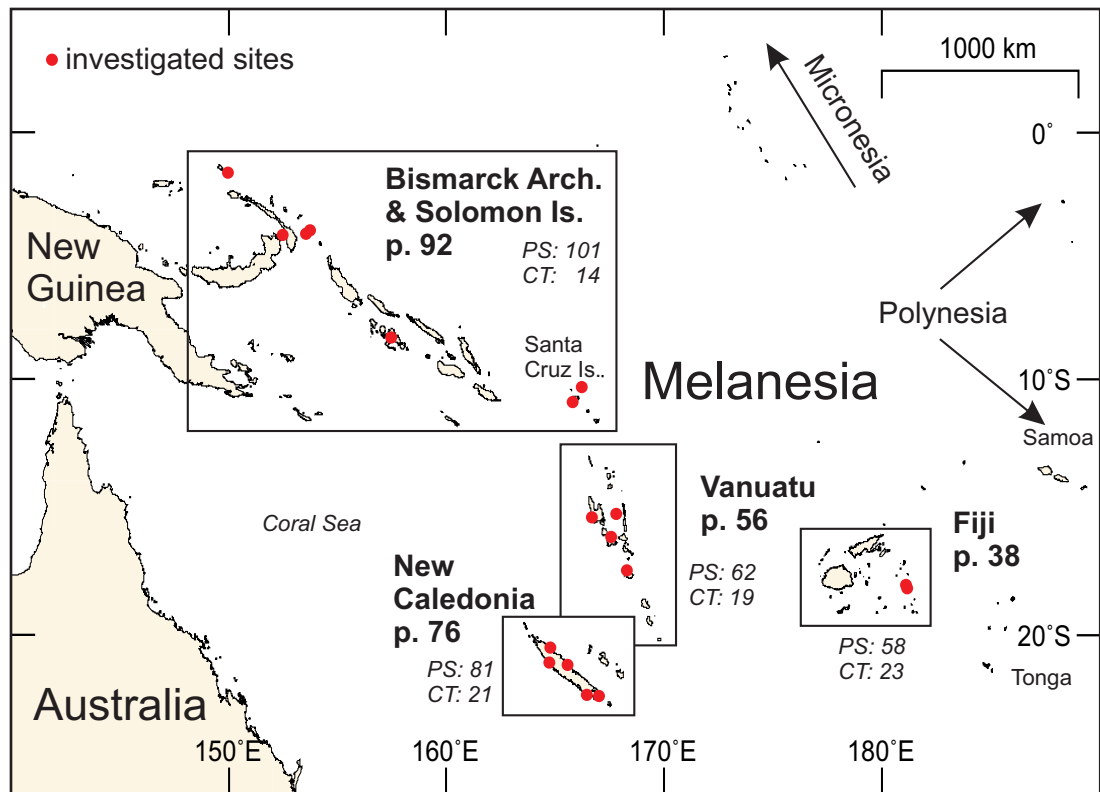 investigated sites
1000 km
Micronesia
0°
Bismarck Arch.
& Solomon Is.
p. 92
PS: 101
CT: 14
New
Guinea
Polynesia
Santa
Cruz Is..
Melanesia
10°S
Samoa
Vanuatu
p. 56
PS: 62
CT: 19
Fiji
p. 38
PS: 58
CT: 23
Coral Sea
New
Caledonia
p. 76
PS: 81
CT: 21
20°S
Tonga
Australia
150°E
160°E
170°E
180°E